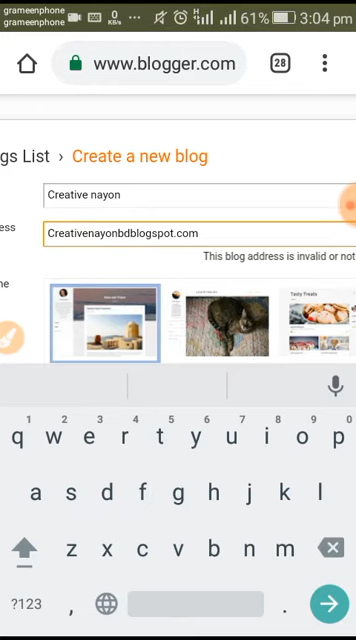 grameenphone
grameenphone
0
KB/s
...
H
61%
3:04 pm
www.blogger.com
28
gs List › Create a new blog
Creative nayon
ess
Creativenayonbdblogspot.com
This blog address is invalid or not
ne
Tasty Treats
1 2 3 4 5 6 7 8 9 0
q w e r t y u i o p
a s d f g h j k l
z x c v b n m
?123 , .